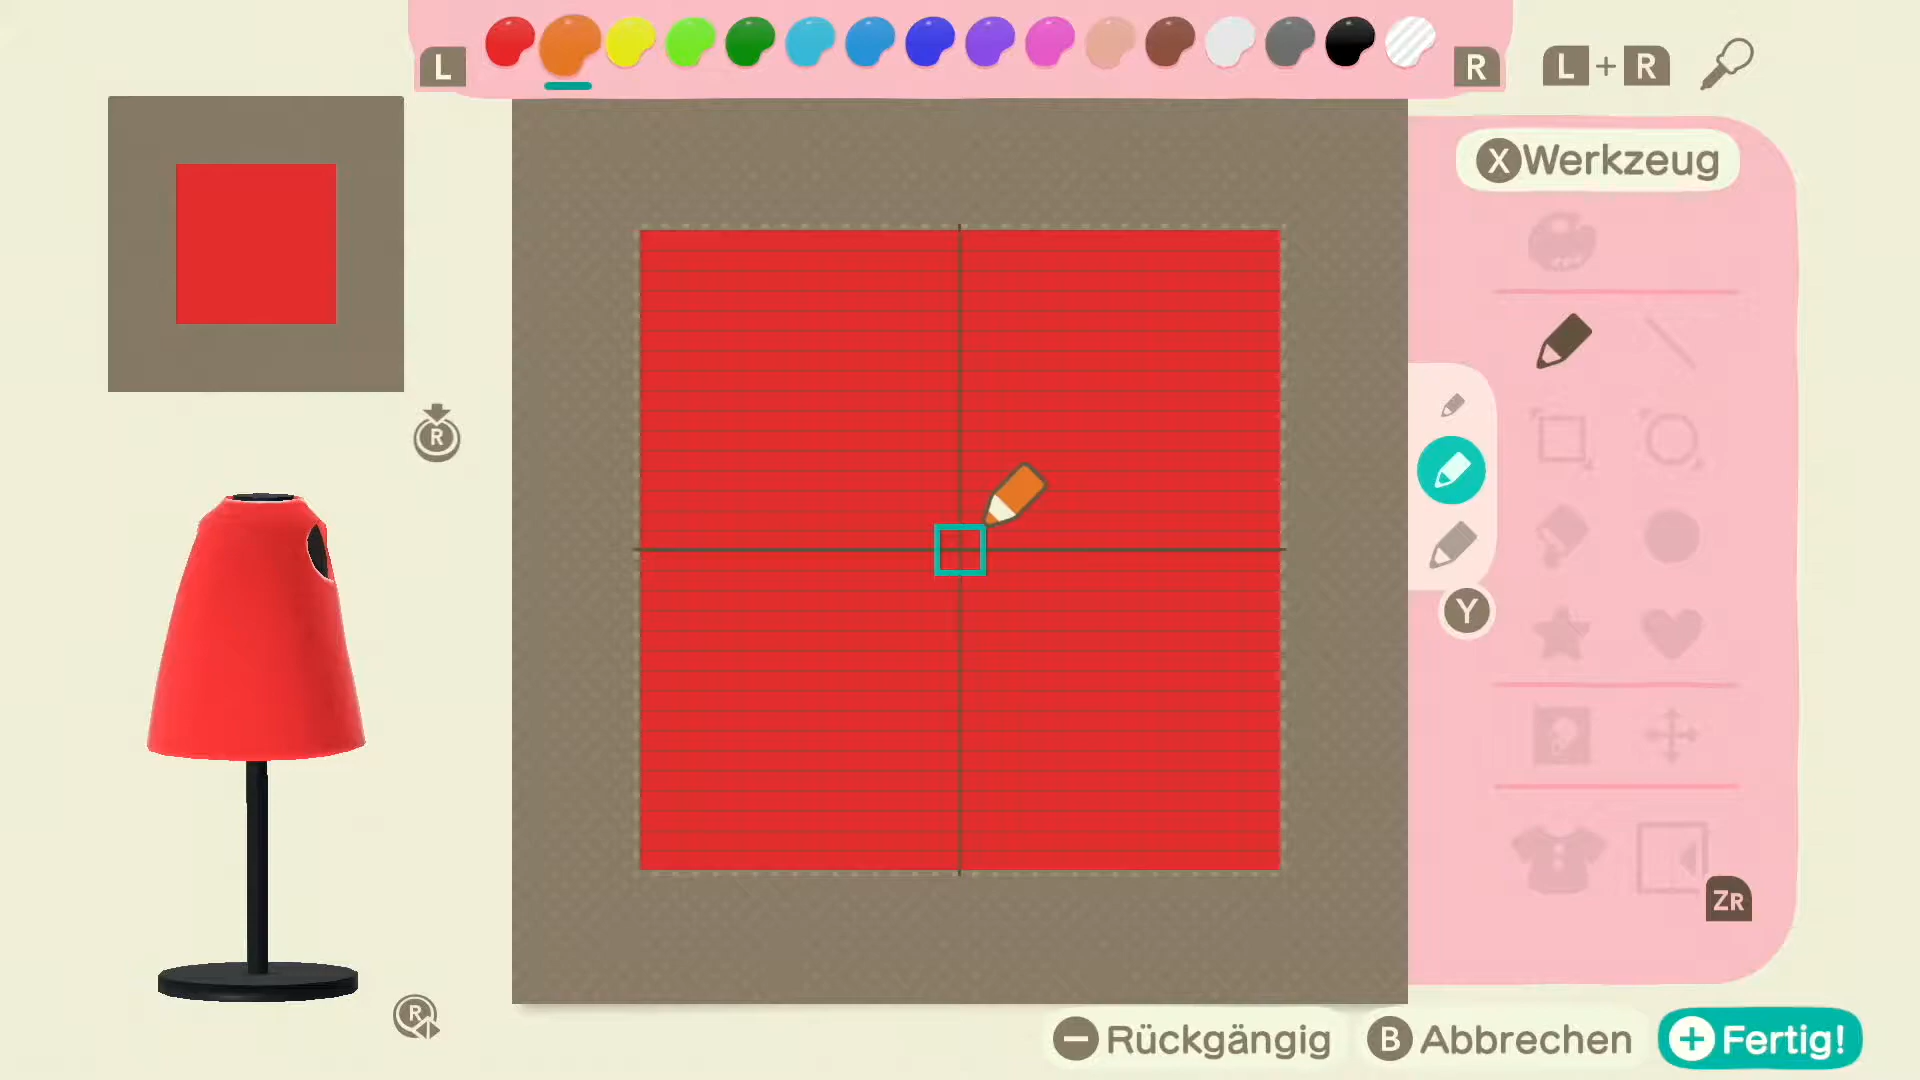 L
R
L + R
X Werkzeug
R
Y
ZR
R
− Rückgängig
B Abbrechen
+ Fertig!